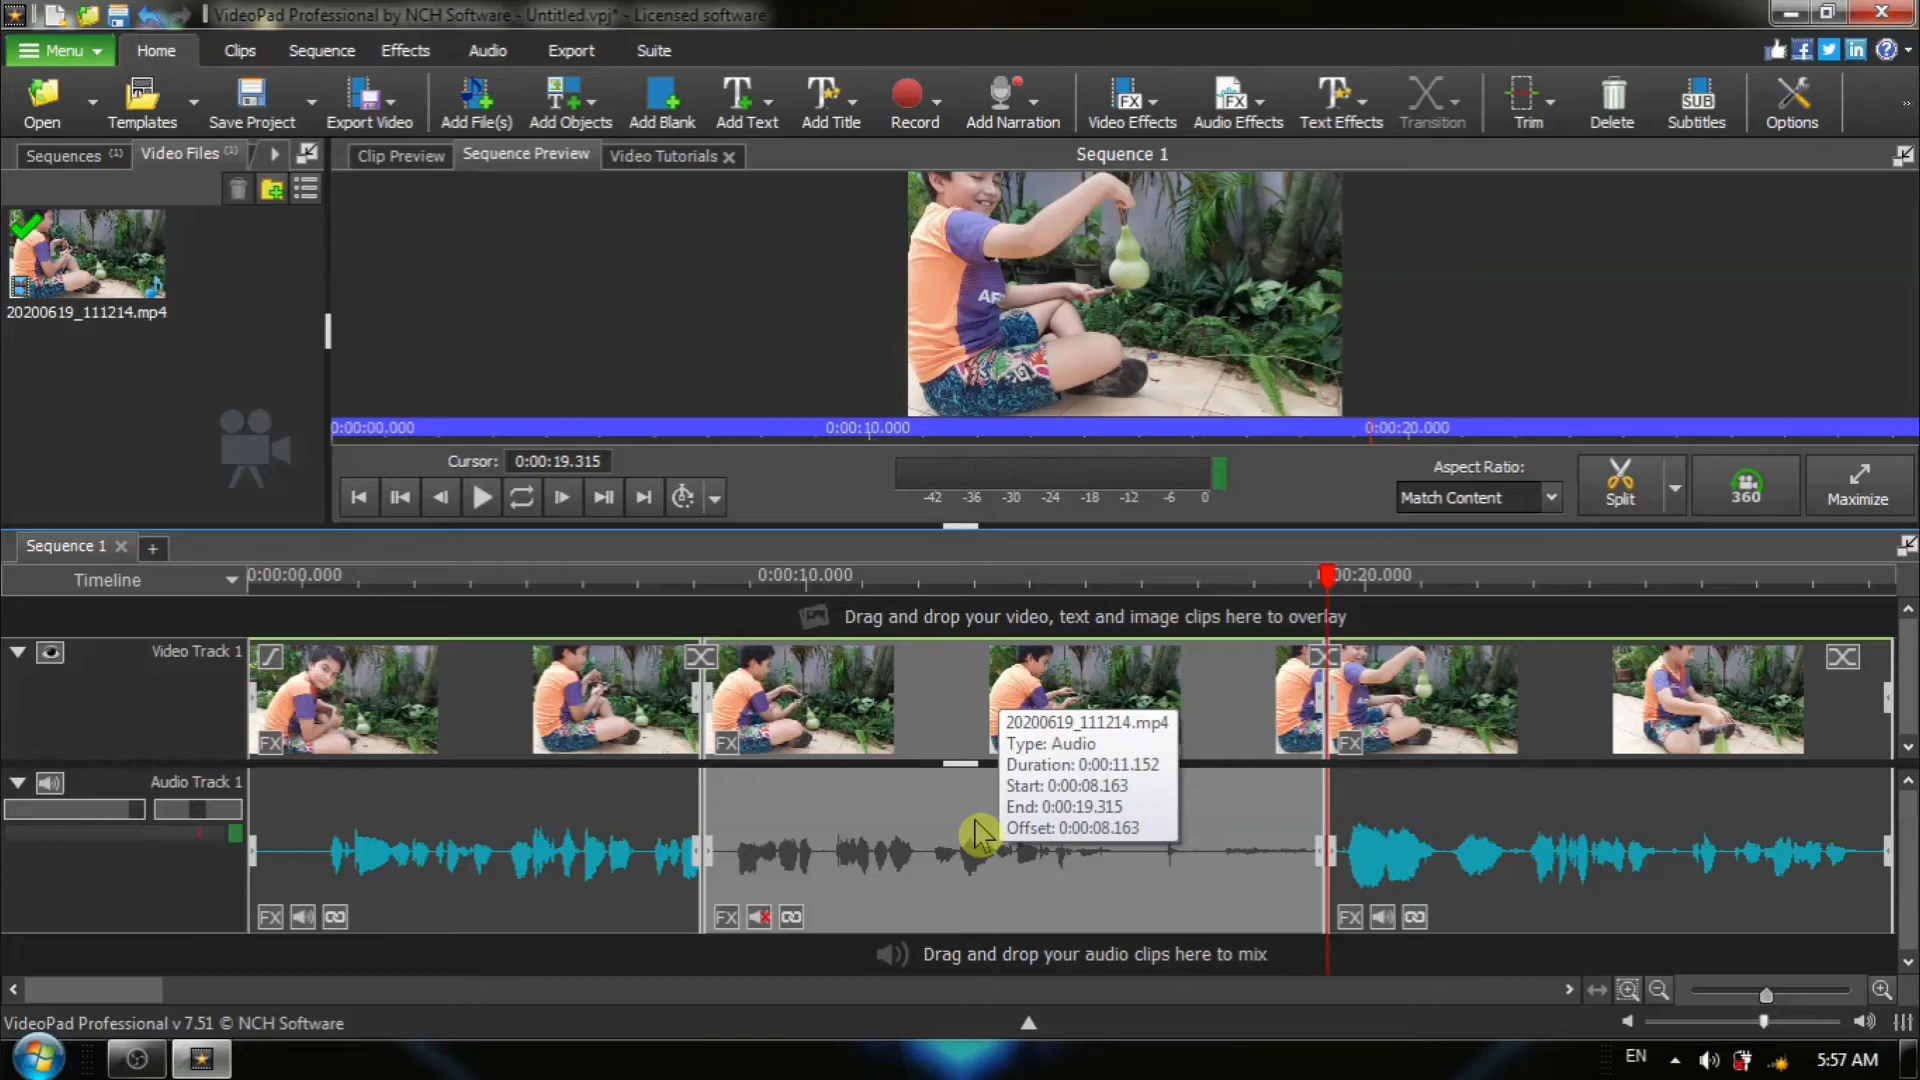 VideoPad Professional by NCH Software - Untitled.vpj* - Licensed software
Menu Home Clips Sequence Effects Audio Export Suite
Open Templates Save Project Export Video Add File(s) Add Objects Add Blank Add Text Add Title Record Add Narration Video Effects Audio Effects Text Effects Transition Trim Delete Subtitles Options
SUB
Sequences (1) Video Files (1) Clip Preview Sequence Preview Video Tutorials Sequence 1
20200619_111214.mp4
0:00:00.000 0:00:10.000 0:00:20.000
Cursor: 0:00:19.315
-42 -36 -30 -24 -18 -12 -6 0
Aspect Ratio:
Match Content
Split 360 Maximize
Sequence 1
Timeline 0:00:00.000 0:00:10.000 00:20.000
Drag and drop your video, text and image clips here to overlay
Video Track 1
FX FX FX
20200619_111214.mp4
Type: Audio
Duration: 0:00:11.152
Start: 0:00:08.163
End: 0:00:19.315
Offset: 0:00:08.163
Audio Track 1
FX FX FX
Drag and drop your audio clips here to mix
VideoPad Professional v 7.51 © NCH Software
EN 5:57 AM